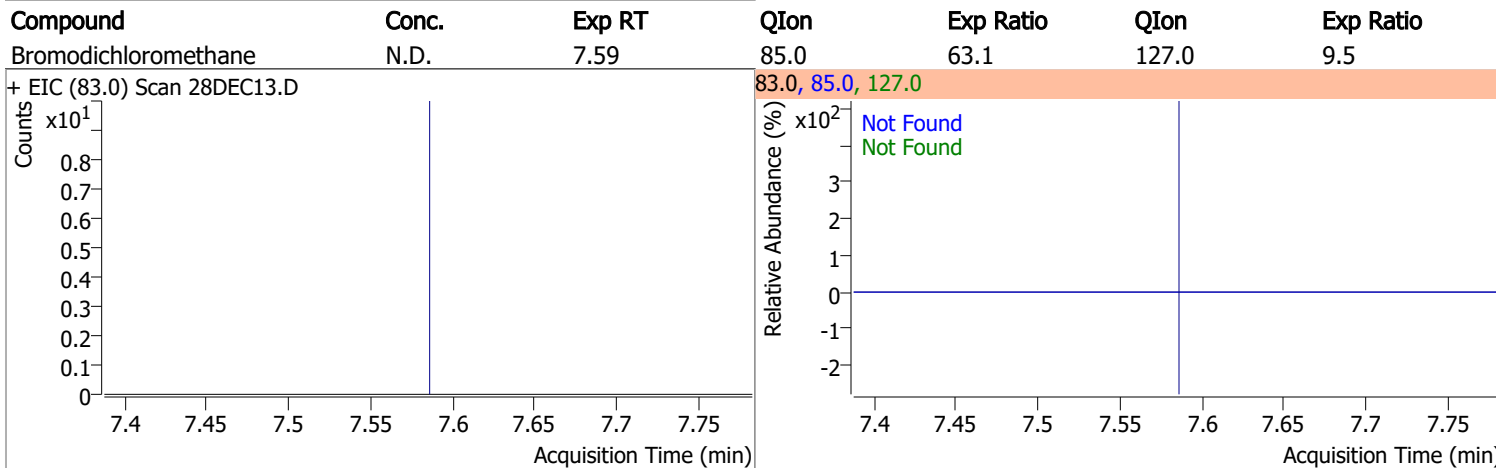 Compound Conc. Exp RT QIon Exp Ratio QIon Exp Ratio
Bromodichloromethane N.D. 7.59 85.0 63.1 127.0 9.5
+ EIC (83.0) Scan 28DEC13.D
Counts
x10¹
0.8
0.7
0.6
0.5
0.4
0.3
0.2
0.1
0
7.4 7.45 7.5 7.55 7.6 7.65 7.7 7.75
Acquisition Time (min)
83.0, 85.0, 127.0
Relative Abundance (%)
x10²
Not Found
Not Found
3
2
1
0
-1
-2
7.4 7.45 7.5 7.55 7.6 7.65 7.7 7.75
Acquisition Time (min)